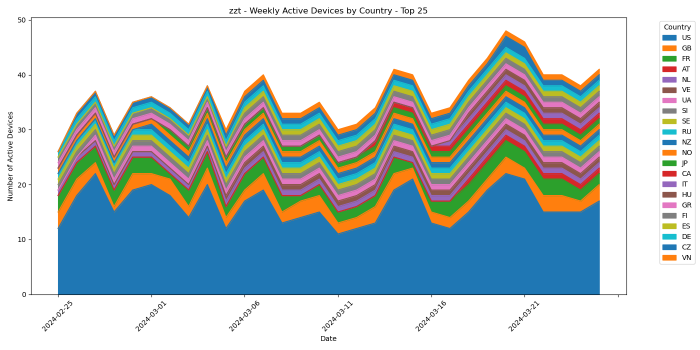 zzt - Weekly Active Devices by Country - Top 25
Number of Active Devices
50
40
30
20
10
0
2024-02-25
2024-03-01
2024-03-06
2024-03-11
2024-03-16
2024-03-21
Date
Country
US
GB
FR
AT
NL
VE
UA
SI
SE
RU
NZ
NO
JP
CA
IT
HU
GR
FI
ES
DE
CZ
VN